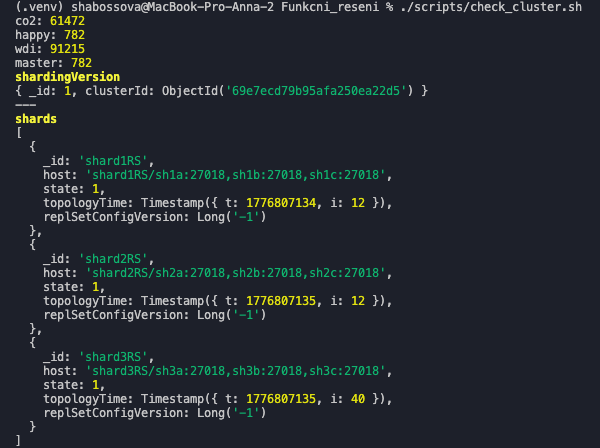 (.venv) shabossova@MacBook-Pro-Anna-2 Funkcni_reseni % ./scripts/check_cluster.sh
co2: 61472
happy: 782
wdi: 91215
master: 782
shardingVersion
{ _id: 1, clusterId: ObjectId('69e7ecd79b95afa250ea22d5') }
---
shards
[
  {
    _id: 'shard1RS',
    host: 'shard1RS/sh1a:27018,sh1b:27018,sh1c:27018',
    state: 1,
    topologyTime: Timestamp({ t: 1776807134, i: 12 }),
    replSetConfigVersion: Long('-1')
  },
  {
    _id: 'shard2RS',
    host: 'shard2RS/sh2a:27018,sh2b:27018,sh2c:27018',
    state: 1,
    topologyTime: Timestamp({ t: 1776807135, i: 12 }),
    replSetConfigVersion: Long('-1')
  },
  {
    _id: 'shard3RS',
    host: 'shard3RS/sh3a:27018,sh3b:27018,sh3c:27018',
    state: 1,
    topologyTime: Timestamp({ t: 1776807135, i: 40 }),
    replSetConfigVersion: Long('-1')
  }
]